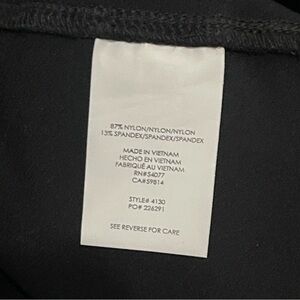 87% NYLON/NYLON/NYLON
13% SPANDEX/SPANDEX/SPANDEX
MADE IN VIETNAM
HECHO EN VIETNAM
FABRIQUÉ AU VIETNAM
RN#54077
CA#59814
STYLE# 4130
PO# 226291
SEE REVERSE FOR CARE